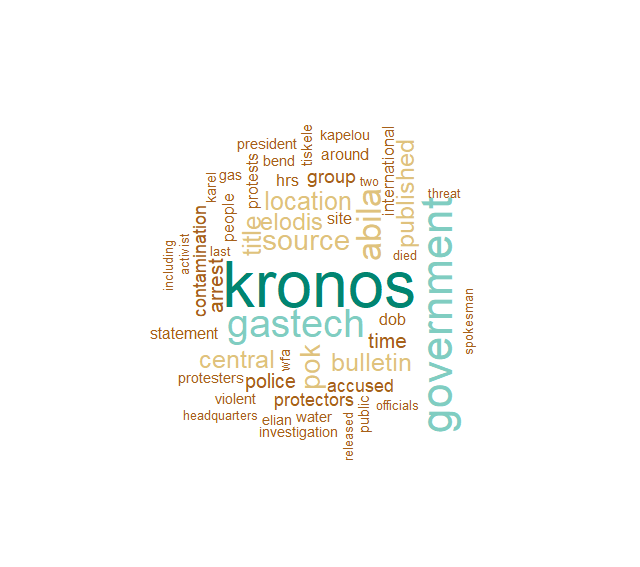 kapelou
president
tiskele
international
bend
around
published
protests
karel
gas
hrs
group
two
threat
people
location
abila
title
elodis
site
source
activist
including
contamination
last
arrest
died
government
kronos
spokesman
gastech
dob
statement
time
central
wfa
pok
bulletin
protesters
police
accused
violent
protectors
officials
headquarters
elian
water
public
investigation
released